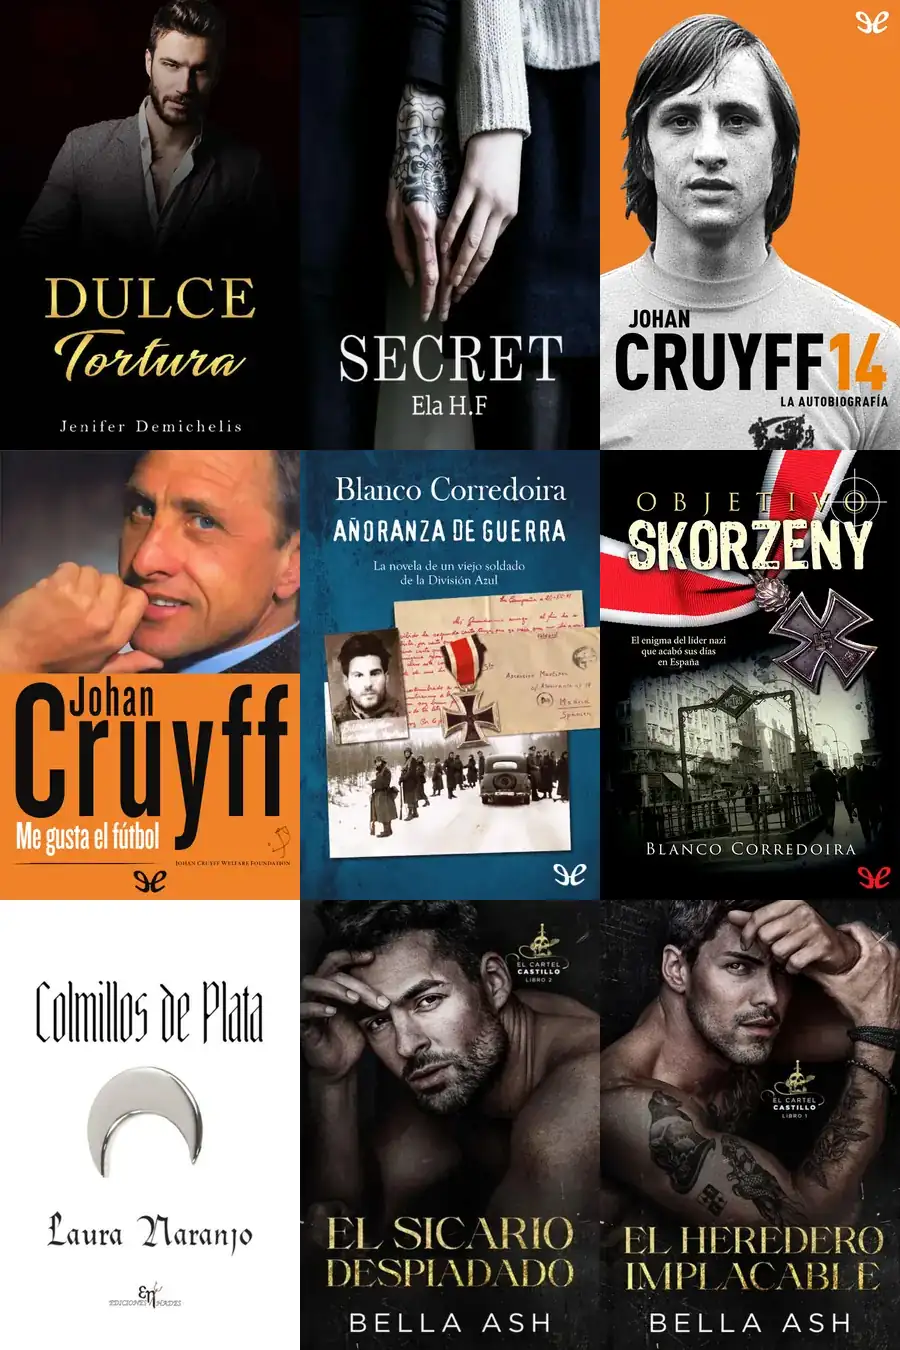 DULCE
Tortura
Jenifer Demichelis
SECRET
Ela H.F
JOHAN
CRUYFF14
LA AUTOBIOGRAFÍA
Johan
Cruyff
Me gusta el fútbol
JOHAN CRUYFF WELFARE FOUNDATION
Blanco Corredoira
AÑORANZA DE GUERRA
La novela de un viejo soldado
de la División Azul
OBJETIVO
SKORZENY
El enigma del líder nazi
que acabó sus días
en España
BLANCO CORREDOIRA
Colmillos de Plata
Laura Naranjo
EDICIONES HADES
EL CARTEL
CASTILLO
LIBRO 2
EL SICARIO
DESPIADADO
BELLA ASH
EL CARTEL
CASTILLO
LIBRO 1
EL HEREDERO
IMPLACABLE
BELLA ASH